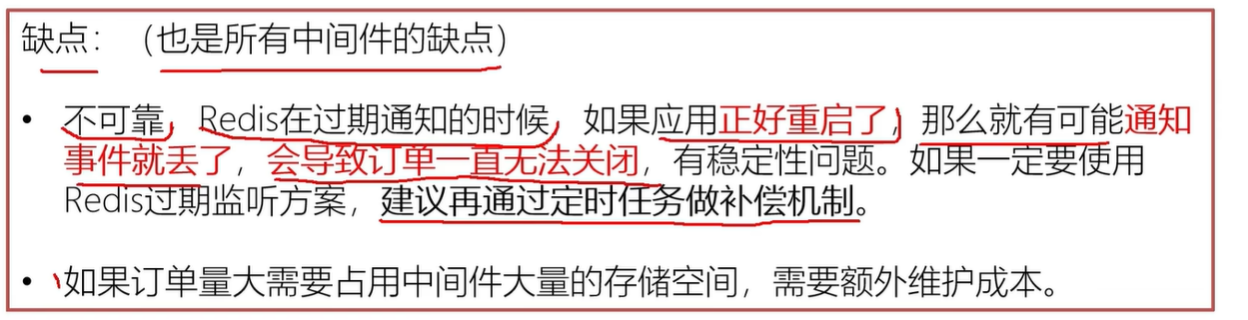 缺点：（也是所有中间件的缺点）
• 不可靠，Redis在过期通知的时候，如果应用正好重启了，那么就有可能通知
事件就丢了，会导致订单一直无法关闭，有稳定性问题。如果一定要使用
Redis过期监听方案，建议再通过定时任务做补偿机制。
• 如果订单量大需要占用中间件大量的存储空间，需要额外维护成本。